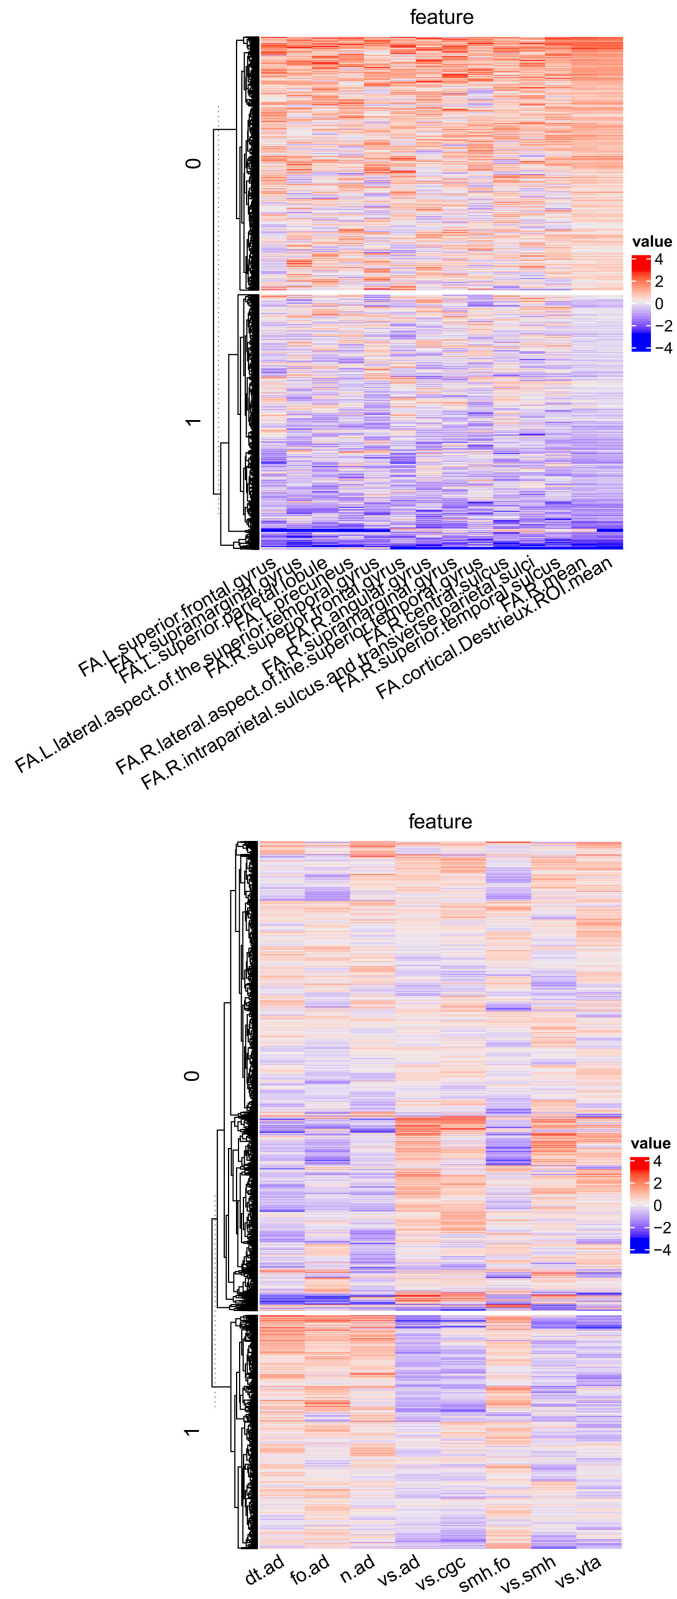 feature
0
1
value
4
2
0
−2
−4
FA.L.superior.frontal.gyrus
FA.L.supramarginal.gyrus
FA.L.superior.parietal.lobule
FA.L.precuneus
FA.L.lateral.aspect.of.the.superior.temporal.gyrus
FA.R.superior.frontal.gyrus
FA.R.angular.gyrus
FA.R.supramarginal.gyrus
FA.R.lateral.aspect.of.the.superior.temporal.gyrus
FA.R.central.sulcus
FA.R.intraparietal.sulcus.and.transverse.parietal.sulci
FA.R.superior.temporal.sulcus
FA.R.mean
FA.cortical.Destrieux.ROI.mean
feature
0
1
value
4
2
0
−2
−4
dt.ad
fo.ad
n.ad
vs.ad
vs.cgc
smh.fo
vs.smh
vs.vta